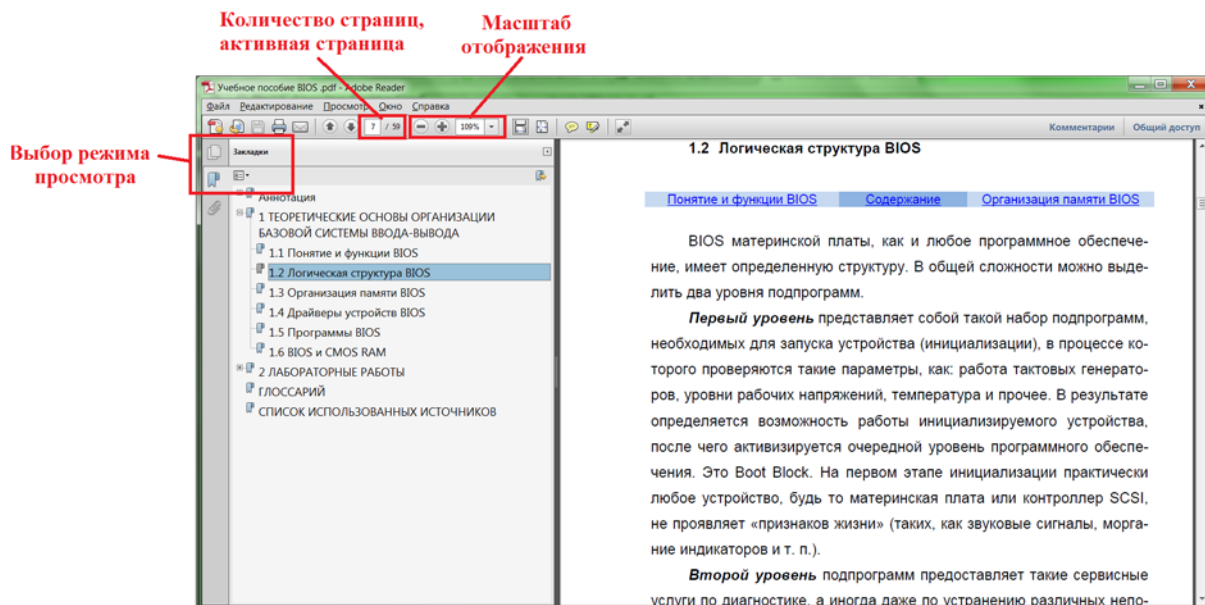 Количество страниц,
активная страница
Масштаб
отображения
Выбор режима
просмотра
Учебное пособие BIOS .pdf - Adobe Reader
Файл Редактирование Просмотр Окно Справка
7 / 59 109%
Комментарии Общий доступ
Закладки
Аннотация
1 ТЕОРЕТИЧЕСКИЕ ОСНОВЫ ОРГАНИЗАЦИИ
БАЗОВОЙ СИСТЕМЫ ВВОДА-ВЫВОДА
1.1 Понятие и функции BIOS
1.2 Логическая структура BIOS
1.3 Организация памяти BIOS
1.4 Драйверы устройств BIOS
1.5 Программы BIOS
1.6 BIOS и CMOS RAM
2 ЛАБОРАТОРНЫЕ РАБОТЫ
ГЛОССАРИЙ
СПИСОК ИСПОЛЬЗОВАННЫХ ИСТОЧНИКОВ
1.2 Логическая структура BIOS
Понятие и функции BIOS Содержание Организация памяти BIOS
BIOS материнской платы, как и любое программное обеспече-
ние, имеет определенную структуру. В общей сложности можно выде-
лить два уровня подпрограмм.
Первый уровень представляет собой такой набор подпрограмм,
необходимых для запуска устройства (инициализации), в процессе ко-
торого проверяются такие параметры, как: работа тактовых генерато-
ров, уровни рабочих напряжений, температура и прочее. В результате
определяется возможность работы инициализируемого устройства,
после чего активизируется очередной уровень программного обеспе-
чения. Это Boot Block. На первом этапе инициализации практически
любое устройство, будь то материнская плата или контроллер SCSI,
не проявляет «признаков жизни» (таких, как звуковые сигналы, морга-
ние индикаторов и т. п.).
Второй уровень подпрограмм предоставляет такие сервисные
услуги по диагностике, а иногда даже по устранению различных непо-